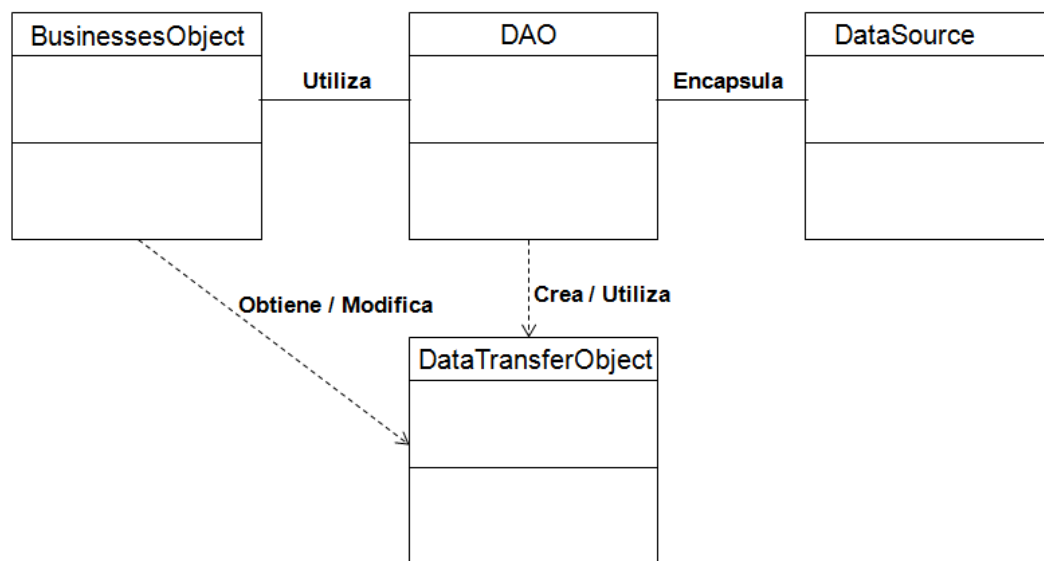 BusinessesObject
DAO
DataSource
Utiliza
Encapsula
Obtiene / Modifica
Crea / Utiliza
DataTransferObject